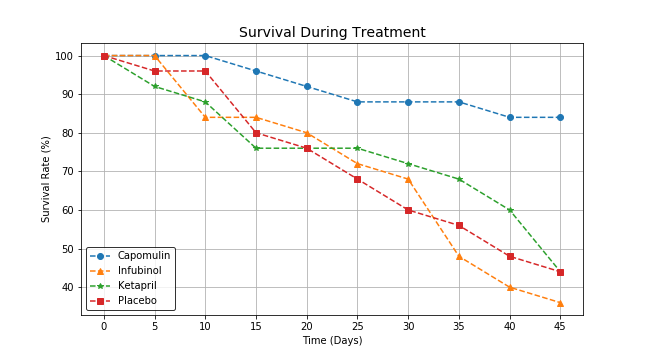 Survival During Treatment
100
90
80
70
60
50
40
Survival Rate (%)
Capomulin
Infubinol
Ketapril
Placebo
0 5 10 15 20 25 30 35 40 45
Time (Days)